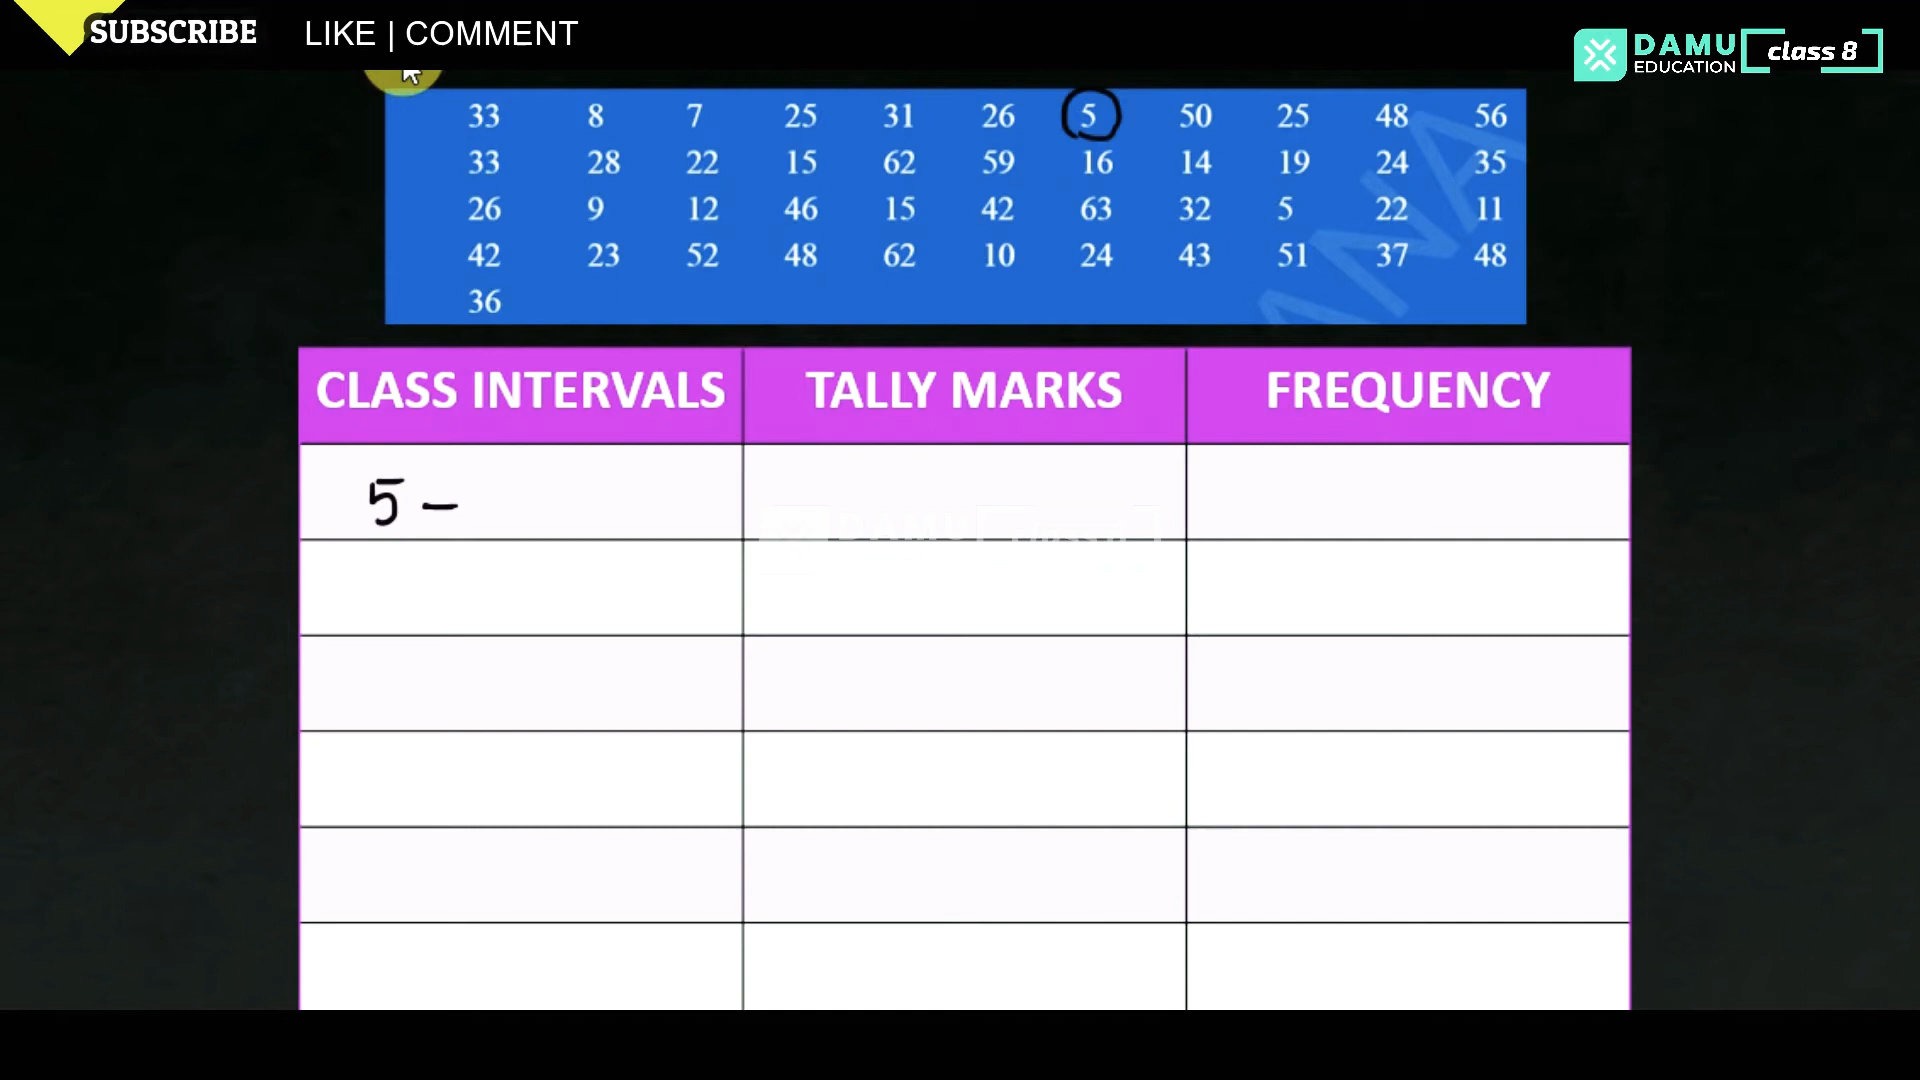 SUBSCRIBE LIKE | COMMENT
DAMU
EDUCATION
class 8
33 8 7 25 31 26 5 50 25 48 56
33 28 22 15 62 59 16 14 19 24 35
26 9 12 46 15 42 63 32 5 22 11
42 23 52 48 62 10 24 43 51 37 48
36
CLASS INTERVALS TALLY MARKS FREQUENCY
5 –